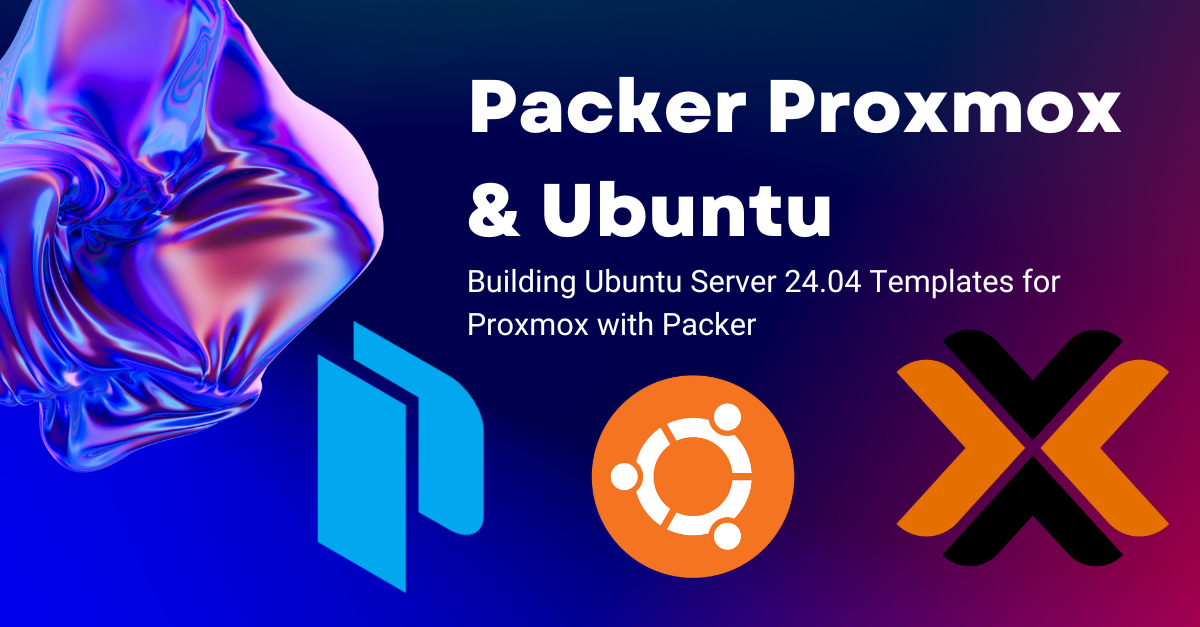 Packer Proxmox
& Ubuntu
Building Ubuntu Server 24.04 Templates for
Proxmox with Packer